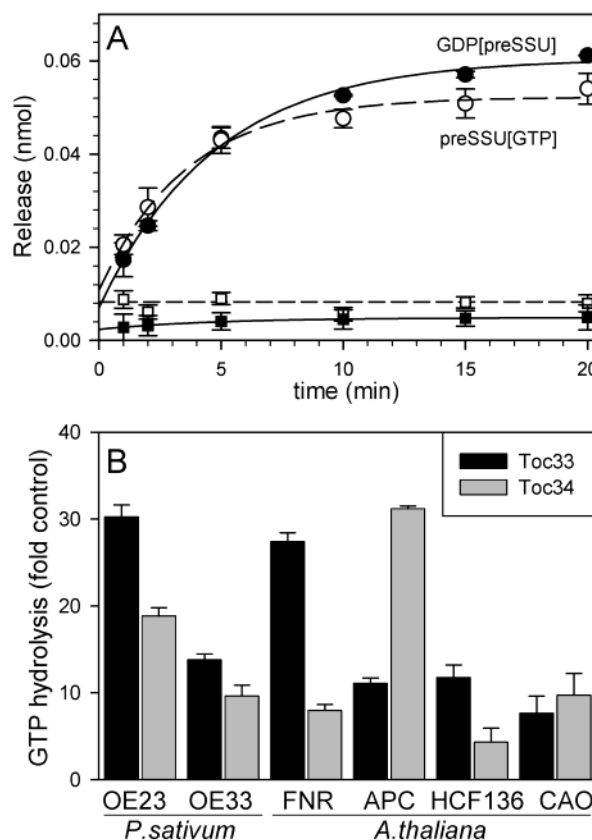 A
GDP[preSSU]
preSSU[GTP]
Release (nmol)
0.06
0.04
0.02
0.00
0 5 10 15 20
time (min)
B
Toc33
Toc34
GTP hydrolysis (fold control)
40
30
20
10
0
OE23 OE33 FNR APC HCF136 CAO
P.sativum A.thaliana